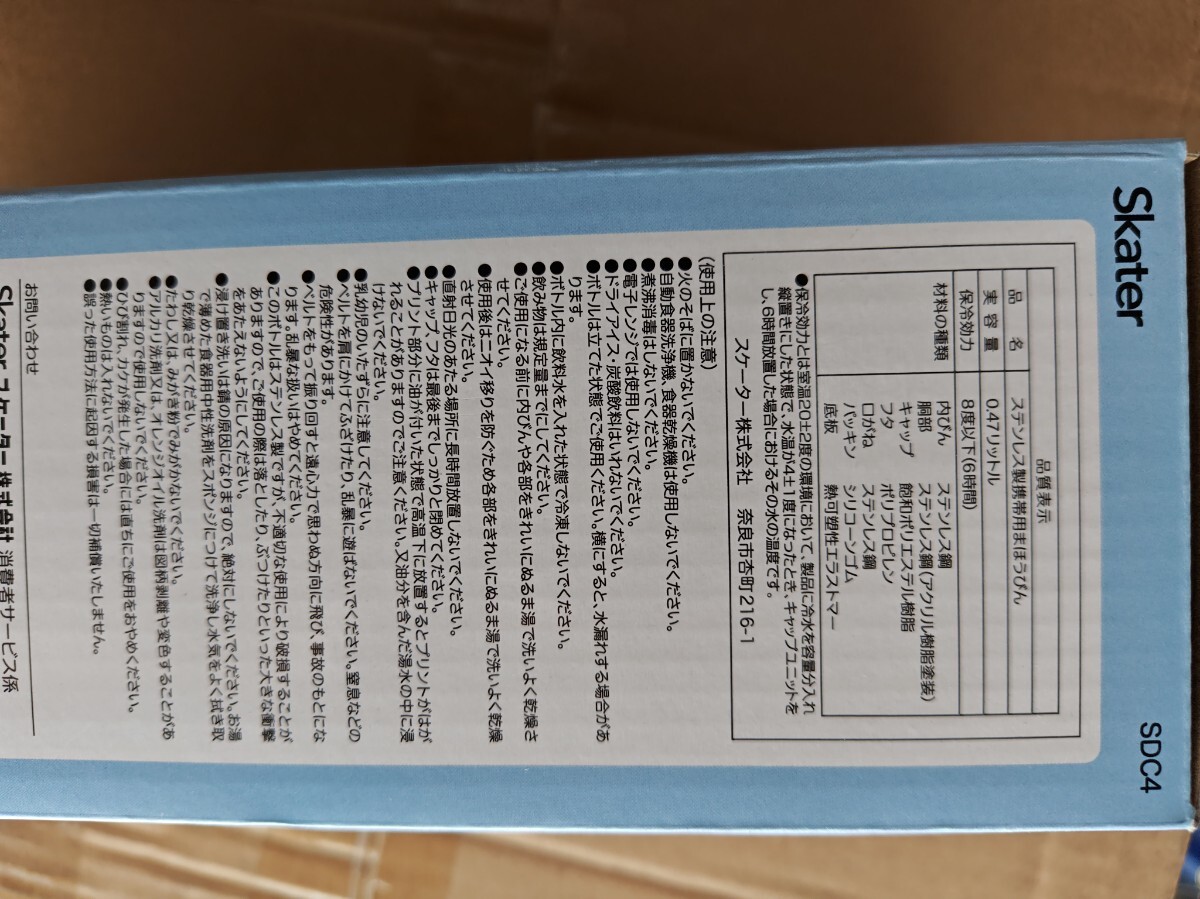 Skater
SDC4
品質表示
品名 ステンレス製携帯用まほうびん
実容量 0.47リットル
保冷効力 8度以下(6時間)
材料の種類 内びん ステンレス鋼
胴部 ステンレス鋼(アクリル樹脂塗装)
キャップ 飽和ポリエステル樹脂
フタ ポリプロピレン
口がね ステンレス鋼
パッキン シリコーンゴム
底板 熱可塑性エラストマー
●保冷効力とは室温20±2度の環境において、製品に冷水を容量分入れ
縦置きにした状態で、水温が4±1度になったとき、キャップユニットを
し、6時間放置した場合におけるその水の温度です。
スケーター株式会社 奈良市杏町216-1
(使用上の注意)
●火のそばに置かないでください。
●自動食器洗浄機、食器乾燥機は使用しないでください。
●煮沸消毒はしないでください。
●電子レンジでは使用しないでください。
●ドライアイス・炭酸飲料はいれないでください。
●ボトルは立てた状態でご使用ください。横にすると、水漏れする場合があ
ります。
●ボトル内に飲料水を入れた状態で冷凍しないでください。
●飲み物は規定量までにしてください。
●ご使用になる前に内びんや各部をきれいにぬるま湯で洗いよく乾燥さ
せてください。
●使用後はニオイ移りを防ぐため各部をきれいにぬるま湯で洗いよく乾燥
させてください。
●直射日光のあたる場所に長時間放置しないでください。
●キャップ、フタは最後までしっかりと閉めてください。
●プリント部分に油が付いた状態で高温下に放置するとプリントがはが
れることがありますのでご注意ください。又油分を含んだ湯水の中に浸
けないでください。
●乳幼児のいたずらに注意してください。
●ベルトを肩にかけてふざけたり、乱暴に遊ばないでください。窒息などの
危険性があります。
●ベルトをもって振り回すと遠心力で思わぬ方向に飛び、事故のもとにな
ります。乱暴な扱いはやめてください。
●このボトルはステンレス製ですが、不適切な使用により破損することが
ありますので、ご使用の際は落としたり、ぶつけたりといった大きな衝撃
をあたえないようにしてください。
●浸け置き洗いは錆の原因になりますので、絶対にしないでください。お湯
で薄めた食器用中性洗剤をスポンジにつけて洗浄し水気をよく拭き取
り乾燥させてください。
●たわし又は、みがき粉でみがかないでください。
●アルカリ洗剤又は、オレンジオイル洗剤は図柄剥離や変色することがあ
りますので使用しないでください。
●ひび割れ、カケが発生した場合には直ちにご使用をおやめください。
●熱いものは入れないでください。
●誤った使用方法に起因する損害は一切補償いたしません。
お問い合わせ
Skater スケーター株式会社 消費者サービス係